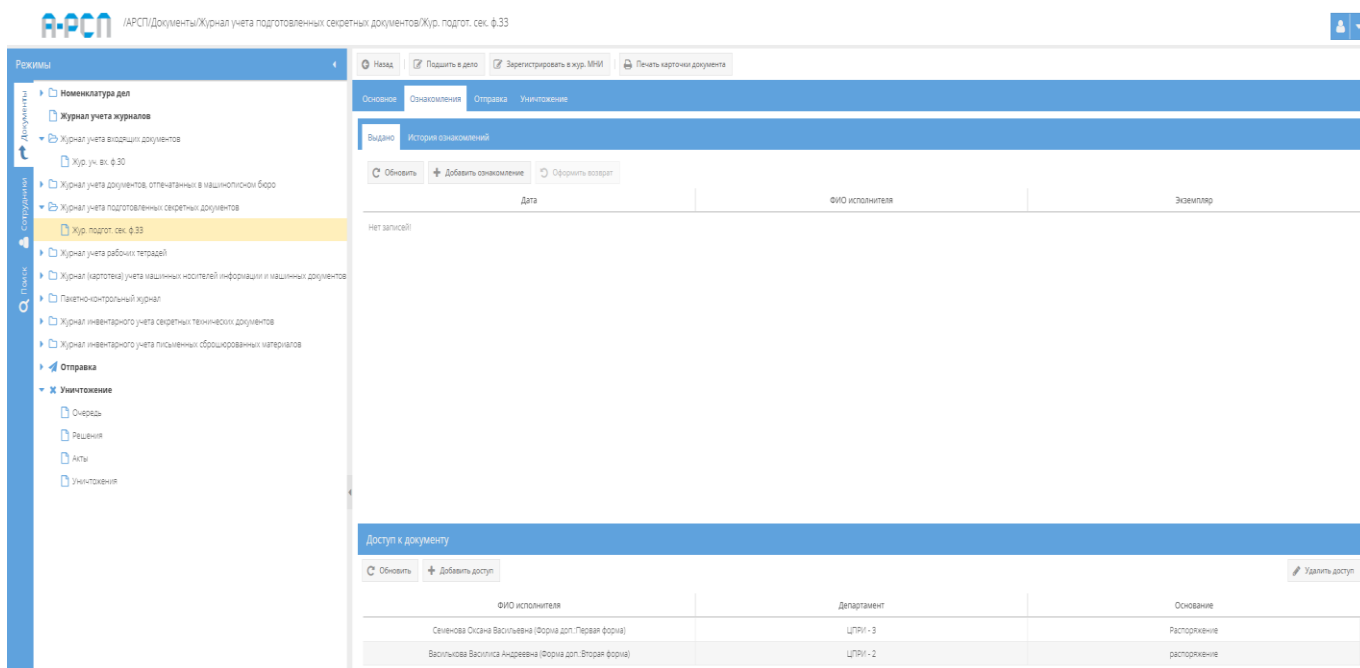 А-РСП /АРСП/Документы/Журнал учета подготовленных секретных документов/Жур. подгот. сек. ф.33
Режимы
Документы
Сотрудники
Поиск
Номенклатура дел
Журнал учета журналов
Журнал учета входящих документов
Жур. уч. вх. ф.30
Журнал учета документов, отпечатанных в машинописном бюро
Журнал учета подготовленных секретных документов
Жур. подгот. сек. ф.33
Журнал учета рабочих тетрадей
Журнал (картотека) учета машинных носителей информации и машинных документов
Пакетно-контрольный журнал
Журнал инвентарного учета секретных технических документов
Журнал инвентарного учета письменных сброшюрованных материалов
Отправка
Уничтожение
Очередь
Решения
Акты
Уничтожения
Назад Подшить в дело Зарегистрировать в жур. МНИ Печать карточки документа
Основное Ознакомления Отправка Уничтожение
Выдано История ознакомлений
Обновить Добавить ознакомление Оформить возврат
Дата ФИО исполнителя Экземпляр
Нет записей!
Доступ к документу
Обновить Добавить доступ Удалить доступ
ФИО исполнителя Департамент Основание
Семенова Оксана Васильевна (Форма доп.:Первая форма) ЦПРИ - 3 Распоряжение
Василькова Василиса Андреевна (Форма доп.:Вторая форма) ЦПРИ - 2 распоряжение